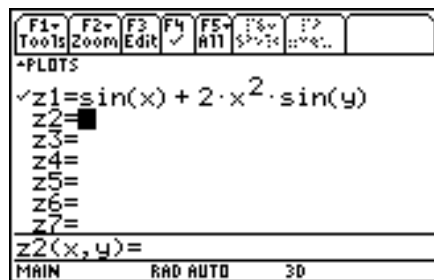 F1▾ F2▾ F3 F4 F5▾
Tools Zoom Edit ✓ All
▴PLOTS
✓z1=sin(x) + 2·x²·sin(y)
z2=
z3=
z4=
z5=
z6=
z7=
z2(x,y)=
MAIN RAD AUTO 3D